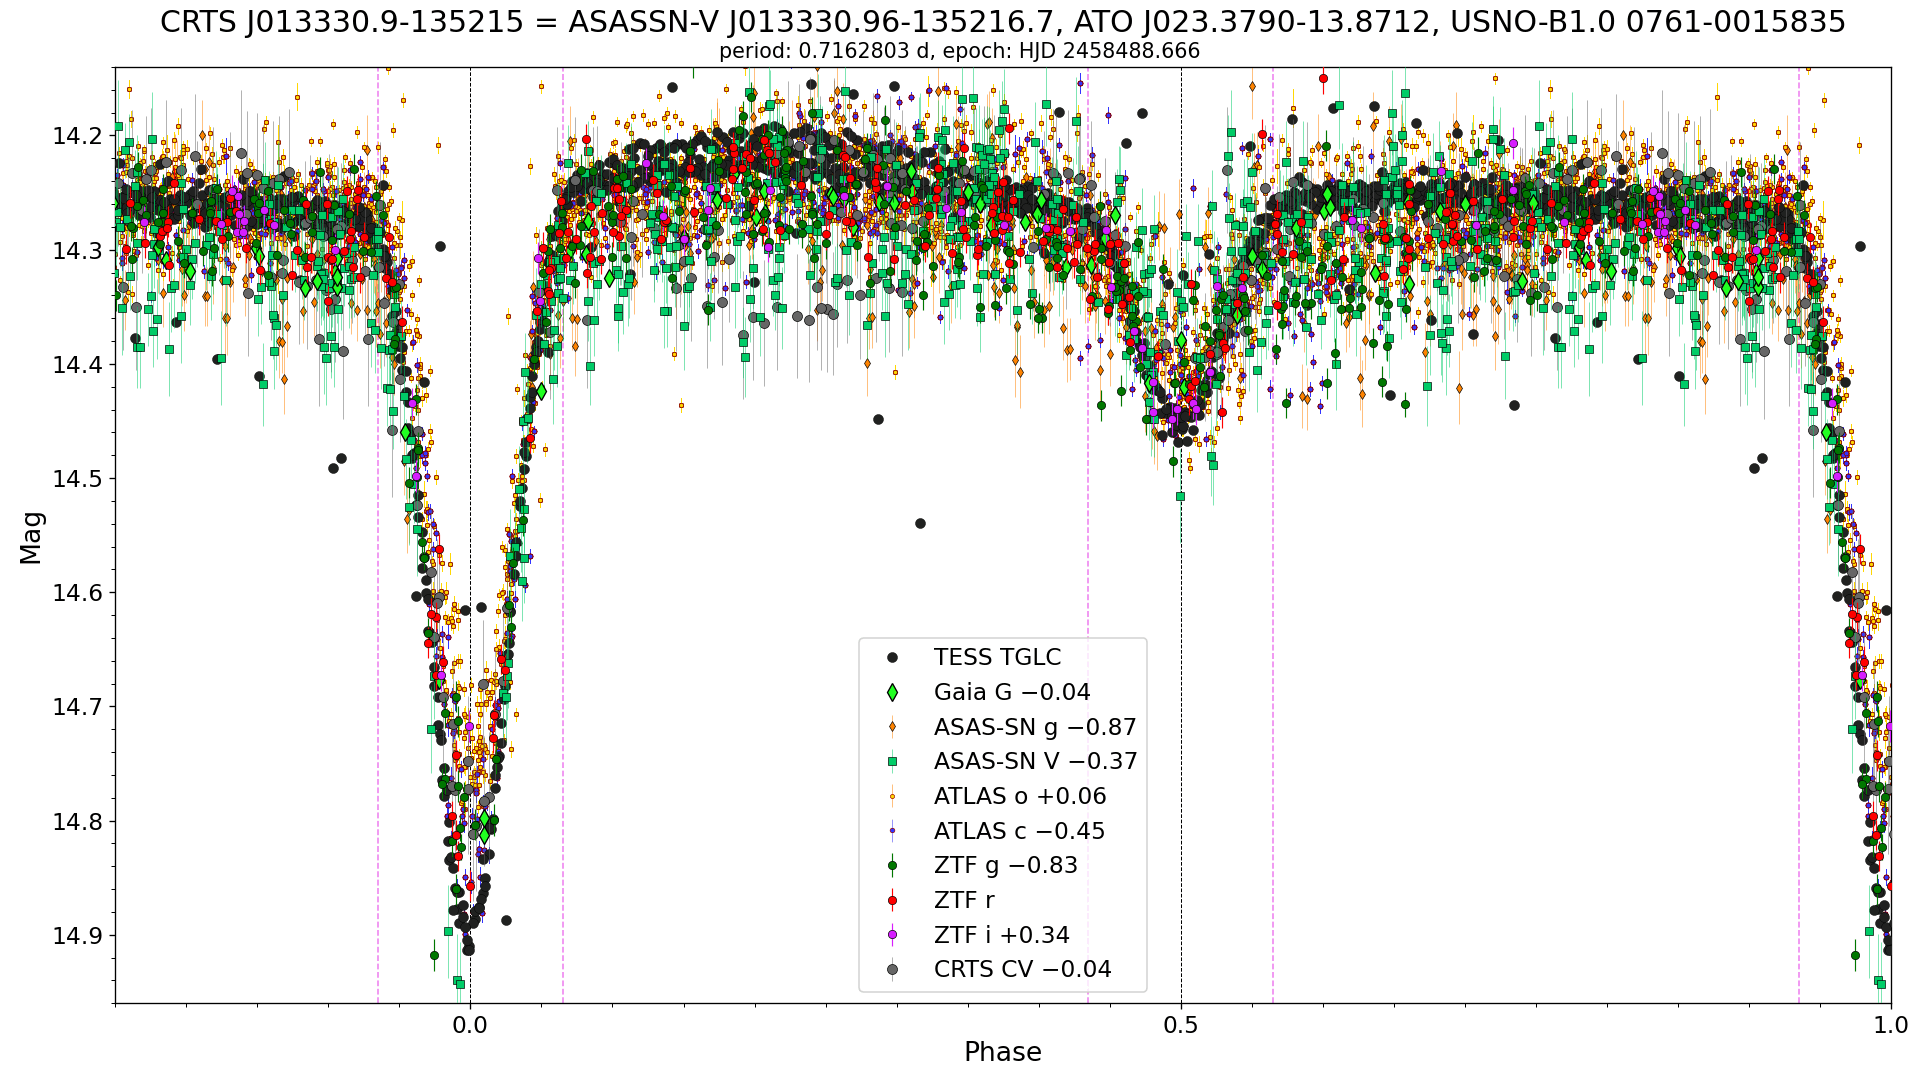 CRTS J013330.9-135215 = ASASSN-V J013330.96-135216.7, ATO J023.3790-13.8712, USNO-B1.0 0761-0015835
period: 0.7162803 d, epoch: HJD 2458488.666
Mag
14.2
14.3
14.4
14.5
14.6
14.7
14.8
14.9
TESS TGLC
Gaia G −0.04
ASAS-SN g −0.87
ASAS-SN V −0.37
ATLAS o +0.06
ATLAS c −0.45
ZTF g −0.83
ZTF r
ZTF i +0.34
CRTS CV −0.04
0.0 0.5 1.0
Phase